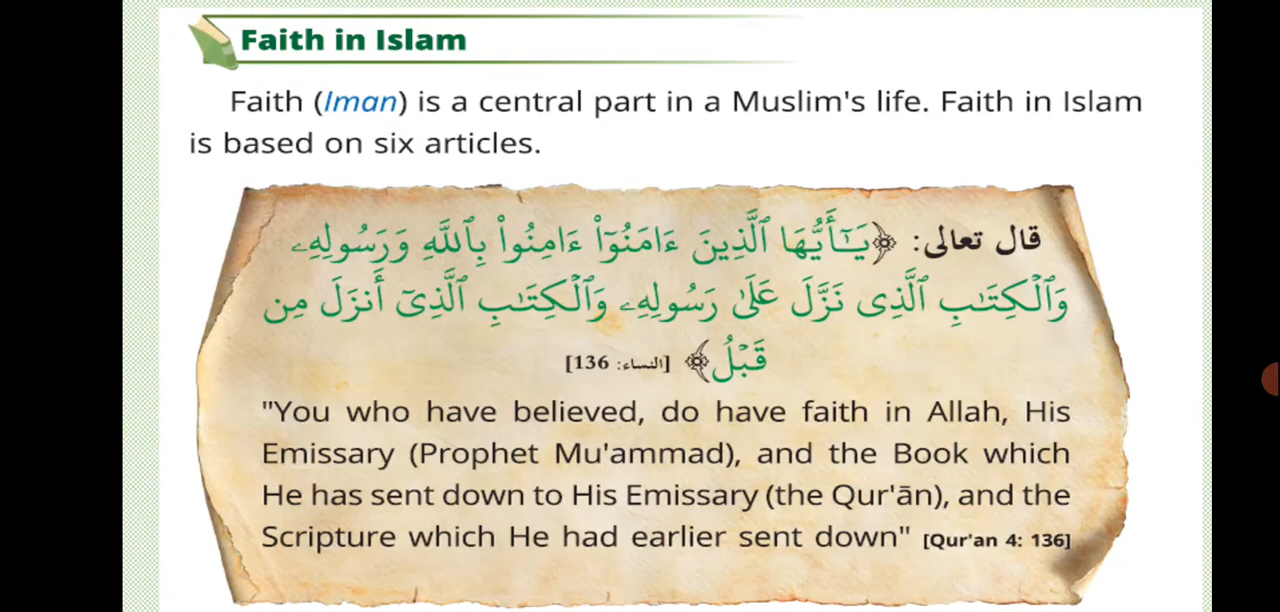 Faith in Islam
Faith (Iman) is a central part in a Muslim's life. Faith in Islam
is based on six articles.
قال تعالى: ﴿يَـٰٓأَيُّهَا ٱلَّذِينَ ءَامَنُوٓا۟ ءَامِنُوا۟ بِٱللَّهِ وَرَسُولِهِۦ
وَٱلْكِتَـٰبِ ٱلَّذِى نَزَّلَ عَلَىٰ رَسُولِهِۦ وَٱلْكِتَـٰبِ ٱلَّذِىٓ أَنزَلَ مِن
قَبْلُ﴾ [النساء: 136]
"You who have believed, do have faith in Allah, His
Emissary (Prophet Mu'ammad), and the Book which
He has sent down to His Emissary (the Qur'ān), and the
Scripture which He had earlier sent down" [Qur'an 4: 136]